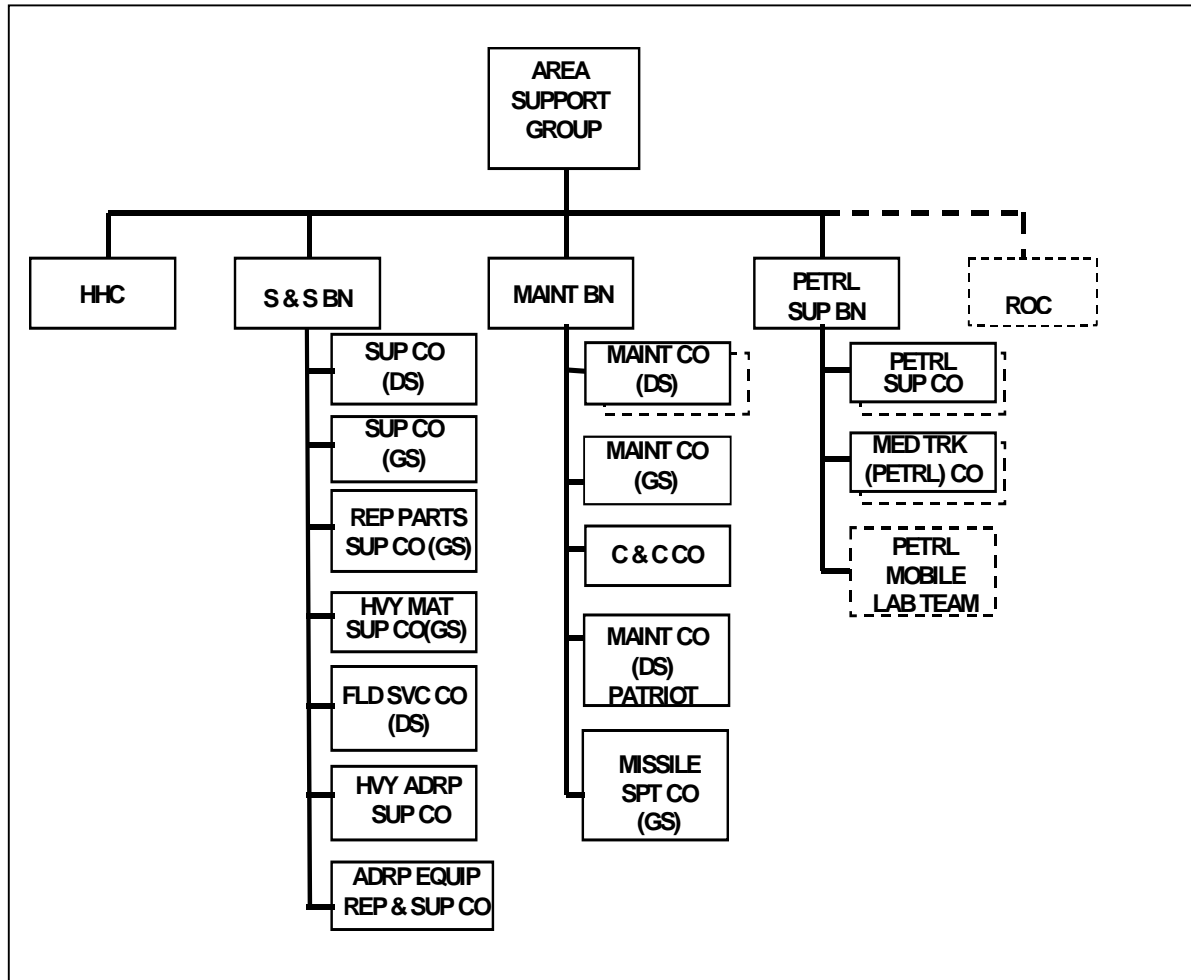 AREA
SUPPORT
GROUP
HHC
S & S BN
MAINT BN
PETRL
SUP BN
ROC
SUP CO
(DS)
SUP CO
(GS)
REP PARTS
SUP CO (GS)
HVY MAT
SUP CO(GS)
FLD SVC CO
(DS)
HVY ADRP
SUP CO
ADRP EQUIP
REP & SUP CO
MAINT CO
(DS)
MAINT CO
(GS)
C & C CO
MAINT CO
(DS)
PATRIOT
MISSILE
SPT CO
(GS)
PETRL
SUP CO
MED TRK
(PETRL) CO
PETRL
MOBILE
LAB TEAM